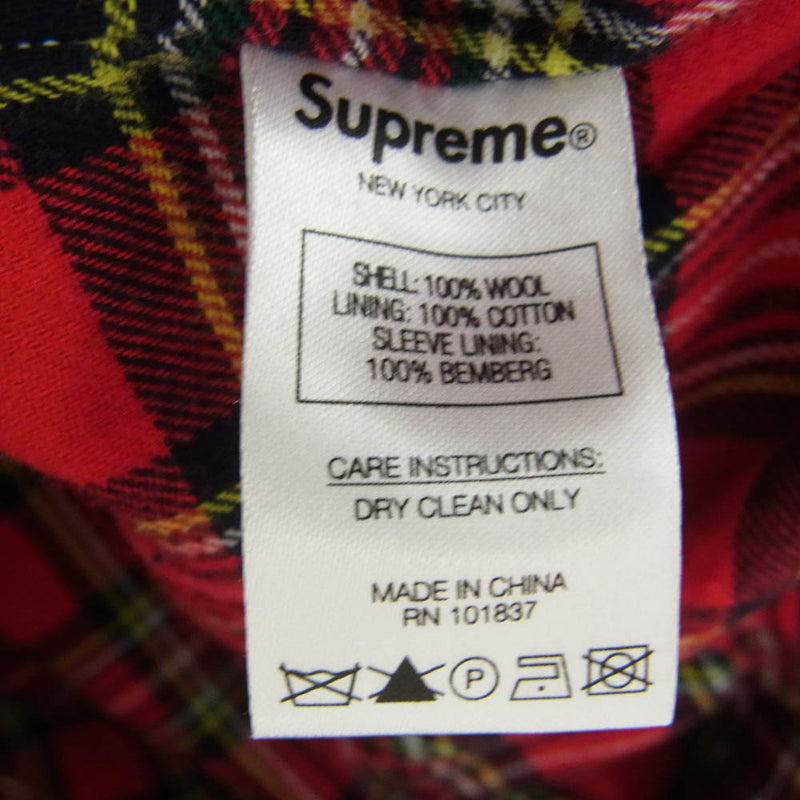 Supreme®
NEW YORK CITY
SHELL: 100% WOOL
LINING: 100% COTTON
SLEEVE LINING:
100% BEMBERG
CARE INSTRUCTIONS:
DRY CLEAN ONLY
MADE IN CHINA
RN 101837
P